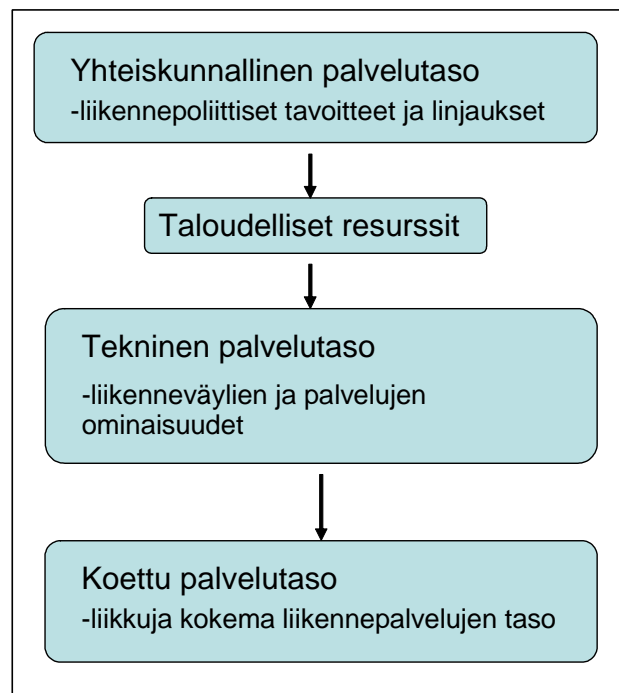 Yhteiskunnallinen palvelutaso
-liikennepoliittiset tavoitteet ja linjaukset
Taloudelliset resurssit
Tekninen palvelutaso
-liikenneväylien ja palvelujen
ominaisuudet
Koettu palvelutaso
-liikkuja kokema liikennepalvelujen taso